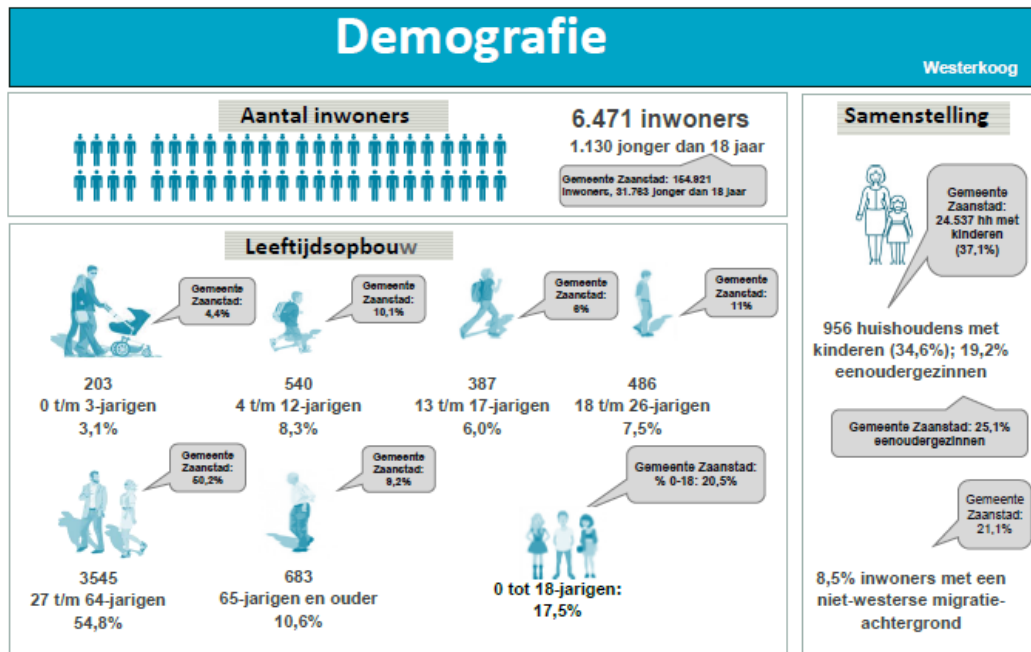 Demografie
Westerkoog
Aantal inwoners
6.471 inwoners
1.130 jonger dan 18 jaar
Gemeente Zaanstad: 154.921
Inwoners, 31.763 jonger dan 18 jaar
Leeftijdsopbouw
Gemeente
Zaanstad:
4,4%
203
0 t/m 3-jarigen
3,1%
Gemeente
Zaanstad:
10,1%
540
4 t/m 12-jarigen
8,3%
Gemeente
Zaanstad:
6%
387
13 t/m 17-jarigen
6,0%
Gemeente
Zaanstad:
11%
486
18 t/m 26-jarigen
7,5%
Gemeente
Zaanstad:
50,2%
3545
27 t/m 64-jarigen
54,8%
Gemeente
Zaanstad:
9,2%
683
65-jarigen en ouder
10,6%
Gemeente Zaanstad:
% 0-18: 20,5%
0 tot 18-jarigen:
17,5%
Samenstelling
Gemeente
Zaanstad:
24.537 hh met
kinderen
(37,1%)
956 huishoudens met
kinderen (34,6%); 19,2%
eenoudergezinnen
Gemeente Zaanstad: 25,1%
eenoudergezinnen
Gemeente
Zaanstad:
21,1%
8,5% inwoners met een
niet-westerse migratie-
achtergrond